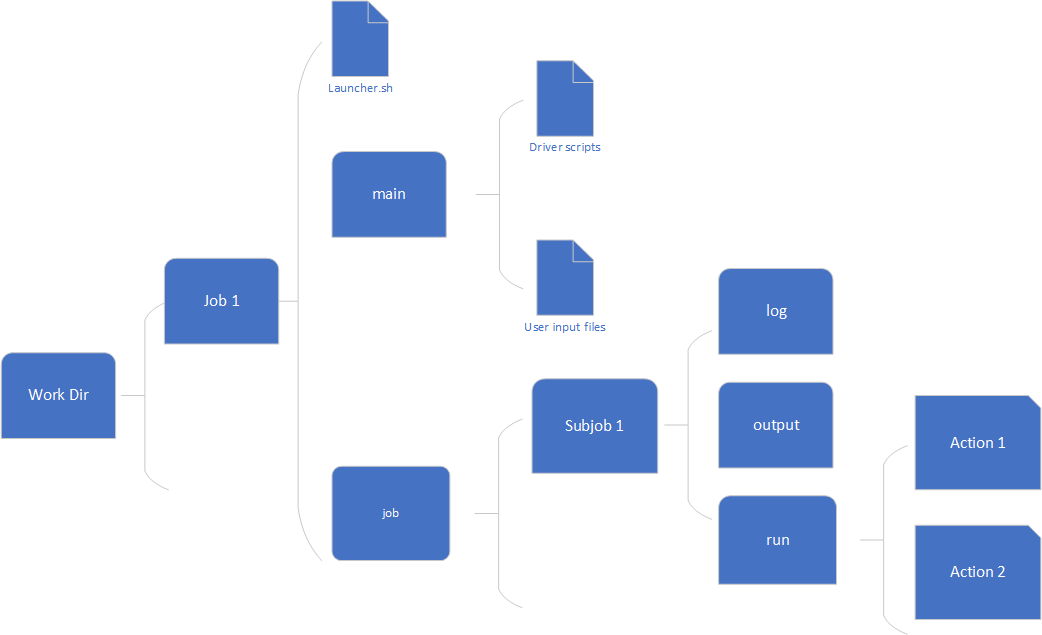 Launcher.sh
Driver scripts
main
User input files
Job 1
log
Work Dir
Subjob 1
output
Action 1
job
run
Action 2